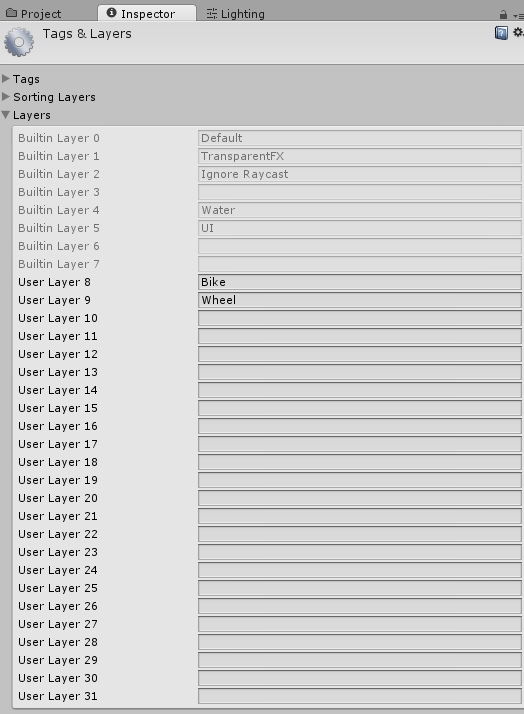 Project
Inspector
Lighting
Tags & Layers
Tags
Sorting Layers
Layers
Builtin Layer 0 Default
Builtin Layer 1 TransparentFX
Builtin Layer 2 Ignore Raycast
Builtin Layer 3
Builtin Layer 4 Water
Builtin Layer 5 UI
Builtin Layer 6
Builtin Layer 7
User Layer 8 Bike
User Layer 9 Wheel
User Layer 10
User Layer 11
User Layer 12
User Layer 13
User Layer 14
User Layer 15
User Layer 16
User Layer 17
User Layer 18
User Layer 19
User Layer 20
User Layer 21
User Layer 22
User Layer 23
User Layer 24
User Layer 25
User Layer 26
User Layer 27
User Layer 28
User Layer 29
User Layer 30
User Layer 31